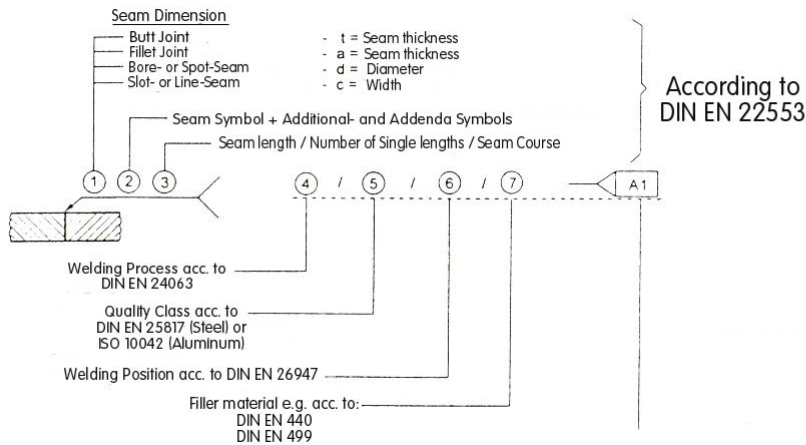 Seam Dimension
Butt Joint - t = Seam thickness
Fillet Joint - a = Seam thickness
Bore- or Spot-Seam - d = Diameter
Slot- or Line-Seam - c = Width
According to
DIN EN 22553
Seam Symbol + Additional- and Addenda Symbols
Seam length / Number of Single lengths / Seam Course
1 2 3 4 / 5 / 6 / 7 A1
Welding Process acc. to
DIN EN 24063
Quality Class acc. to
DIN EN 25817 (Steel) or
ISO 10042 (Aluminum)
Welding Position acc. to DIN EN 26947
Filler material e.g. acc. to:
DIN EN 440
DIN EN 499